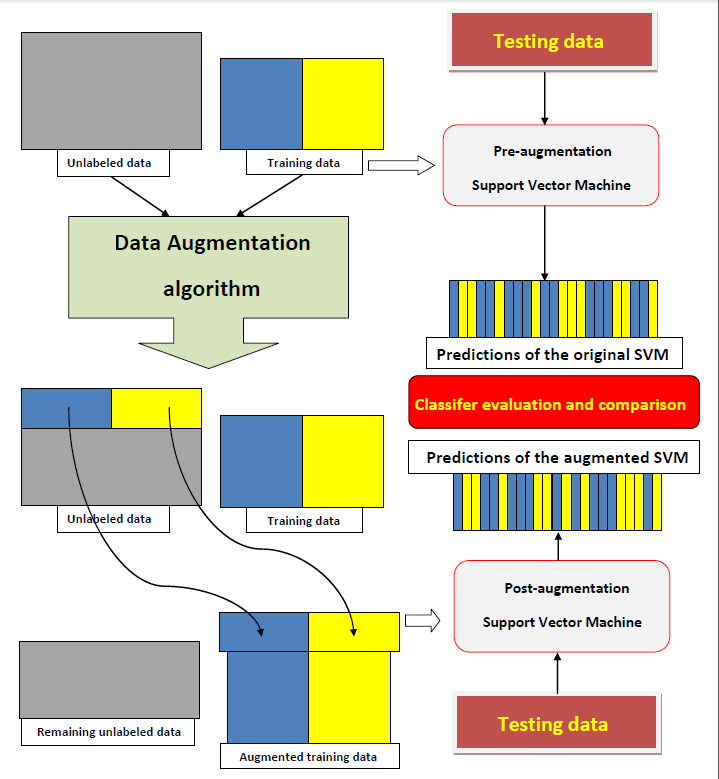 Testing data
Unlabeled data
Training data
Pre-augmentation
Support Vector Machine
Data Augmentation
algorithm
Predictions of the original SVM
Classifer evaluation and comparison
Predictions of the augmented SVM
Unlabeled data
Training data
Post-augmentation
Support Vector Machine
Remaining unlabeled data
Augmented training data
Testing data